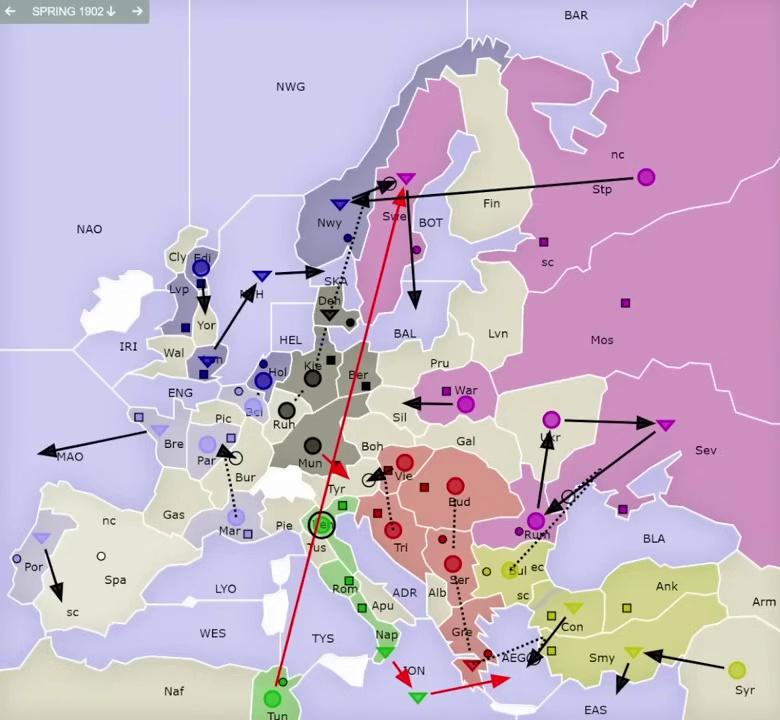 SPRING 1902
BAR
NWG
nc
Stp
NAO
Fin
Nwy
Swe
BOT
Cly
Edi
sc
NTH
SKA
Lvp
Den
Mos
Yor
IRI
HEL
BAL
Lvn
Wal
Lon
Kie
Ber
Pru
Hol
ENG
War
Bel
Pic
Ruh
Sil
Bre
Ukr
Sev
MAO
Par
Boh
Gal
Bur
Mun
Vie
Tyr
Bud
nc
Gas
Mar
Pie
Ven
Tri
Rum
BLA
Por
Tus
Spa
Bul
ec
Ank
LYO
Rom
ADR
Ser
Alb
sc
Arm
sc
Apu
Con
WES
TYS
Nap
Gre
AEG
Smy
ION
Syr
Naf
Tun
EAS